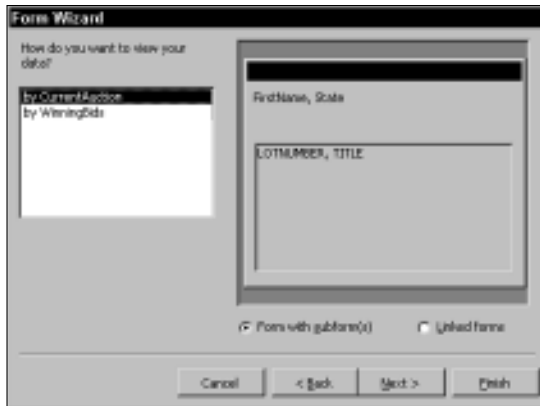 Form Wizard
How do you want to view your
data?
by CurrentAuction
by WinningBids
FirstName, State
LOTNUMBER, TITLE
Form with subform(s)
Linked forms
Cancel
< Back
Next >
Finish